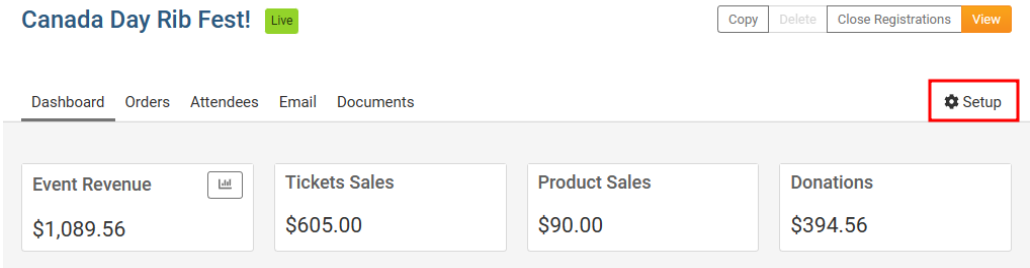 Canada Day Rib Fest! Live Copy Delete Close Registrations View
Dashboard Orders Attendees Email Documents Setup
Event Revenue Tickets Sales Product Sales Donations
$1,089.56 $605.00 $90.00 $394.56